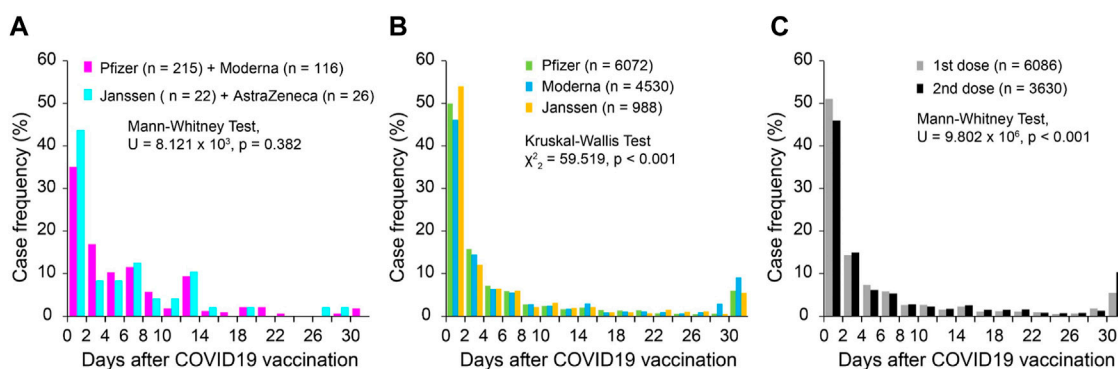 A
Case frequency (%)
60
50
40
30
20
10
0
Pfizer (n = 215) + Moderna (n = 116)
Janssen ( n = 22) + AstraZeneca (n = 26)
Mann-Whitney Test,
U = 8.121 x 10³, p = 0.382
0 2 4 6 8 10 14 18 22 26 30
Days after COVID19 vaccination
B
Case frequency (%)
60
50
40
30
20
10
0
Pfizer (n = 6072)
Moderna (n = 4530)
Janssen (n = 988)
Kruskal-Wallis Test
χ²₂ = 59.519, p < 0.001
0 2 4 6 8 10 14 18 22 26 30
Days after COVID19 vaccination
C
Case frequency (%)
60
50
40
30
20
10
0
1st dose (n = 6086)
2nd dose (n = 3630)
Mann-Whitney Test,
U = 9.802 x 10⁶, p < 0.001
0 2 4 6 8 10 14 18 22 26 30
Days after COVID19 vaccination